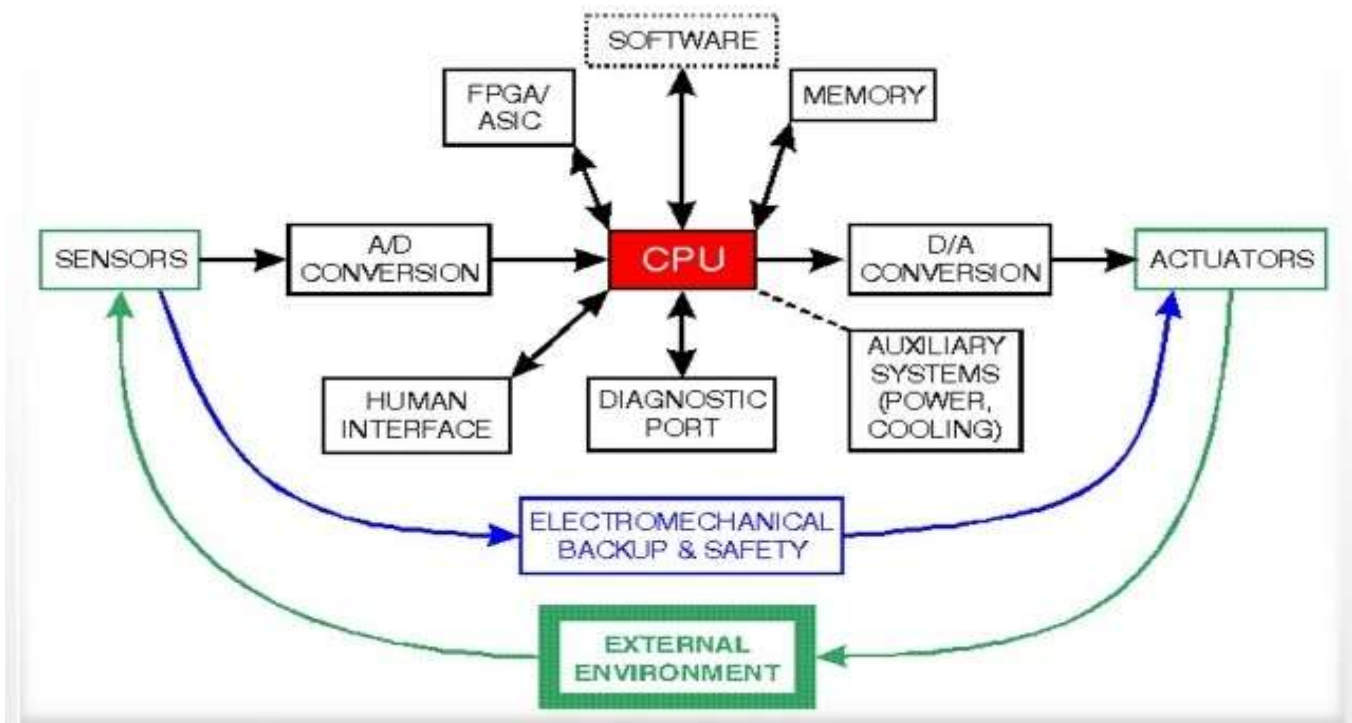 SOFTWARE
FPGA/
ASIC
MEMORY
SENSORS
A/D
CONVERSION
CPU
D/A
CONVERSION
ACTUATORS
HUMAN
INTERFACE
DIAGNOSTIC
PORT
AUXILIARY
SYSTEMS
(POWER,
COOLING)
ELECTROMECHANICAL
BACKUP & SAFETY
EXTERNAL
ENVIRONMENT